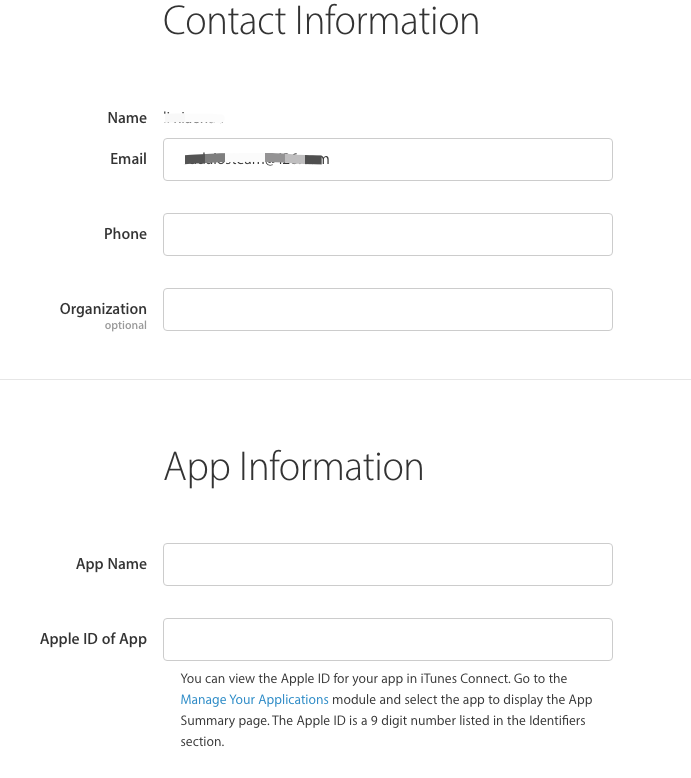 Contact Information
Name
Email
Phone
Organization
optional
App Information
App Name
Apple ID of App
You can view the Apple ID for your app in iTunes Connect. Go to the
Manage Your Applications module and select the app to display the App
Summary page. The Apple ID is a 9 digit number listed in the Identifiers
section.